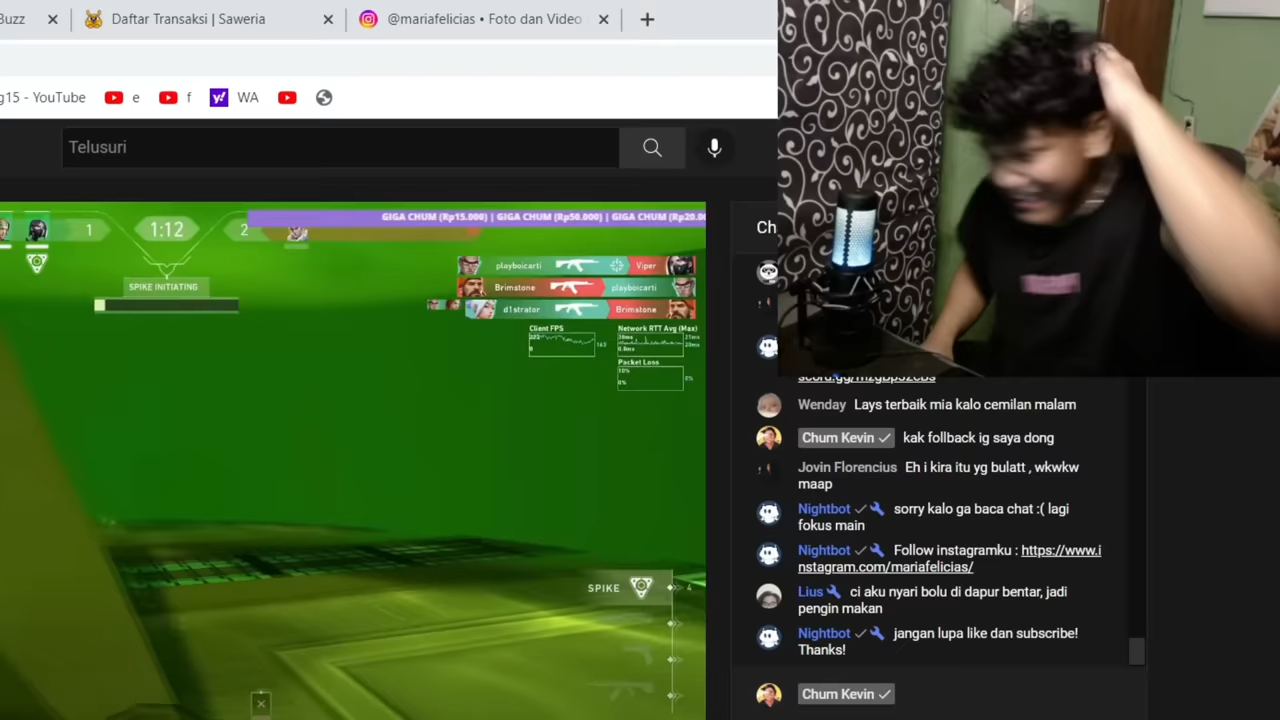 Buzz
Daftar Transaksi | Saweria
@mariafelicias • Foto dan Video
g15 - YouTube
e
f
WA
Telusuri
GIGA CHUM (Rp15.000) | GIGA CHUM (Rp50.000) | GIGA CHUM (Rp20.00
1
1:12
2
SPIKE INITIATING
playboicarti Viper
Brimstone playboicarti
d1strator Brimstone
Client FPS
Network RTT Avg (Max)
Packet Loss
SPIKE
4
Ch
Wenday Lays terbaik mia kalo cemilan malam
Chum Kevin kak follback ig saya dong
Jovin Florencius Eh i kira itu yg bulatt , wkwkw
maap
Nightbot sorry kalo ga baca chat :( lagi
fokus main
Nightbot Follow instagramku : https://www.i
nstagram.com/mariafelicias/
Lius ci aku nyari bolu di dapur bentar, jadi
pengin makan
Nightbot jangan lupa like dan subscribe!
Thanks!
Chum Kevin